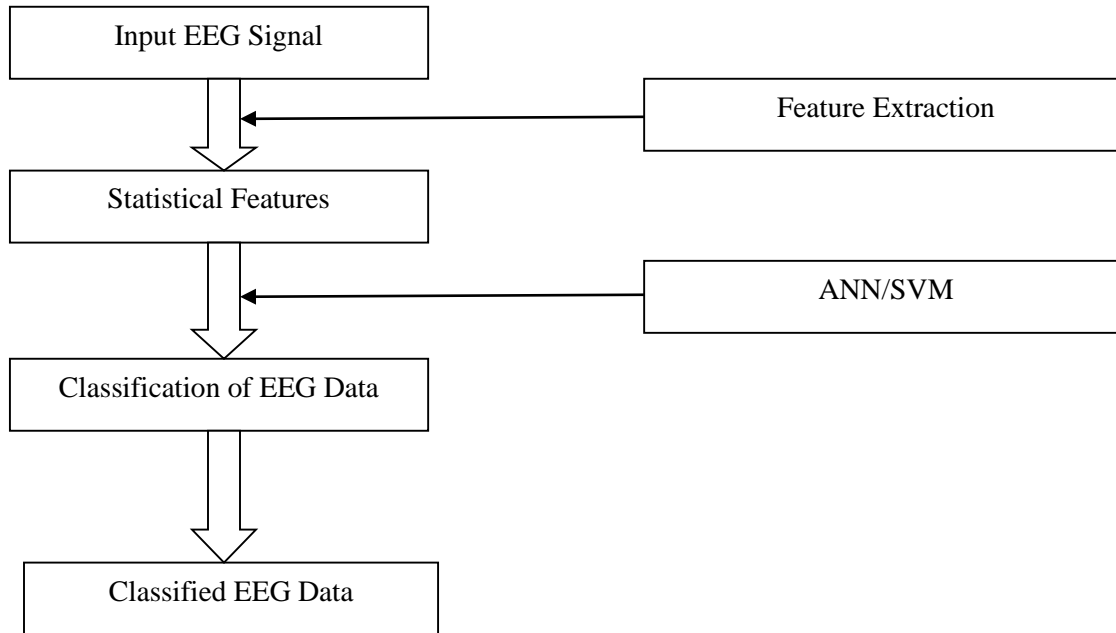 Input EEG Signal
Feature Extraction
Statistical Features
ANN/SVM
Classification of EEG Data
Classified EEG Data